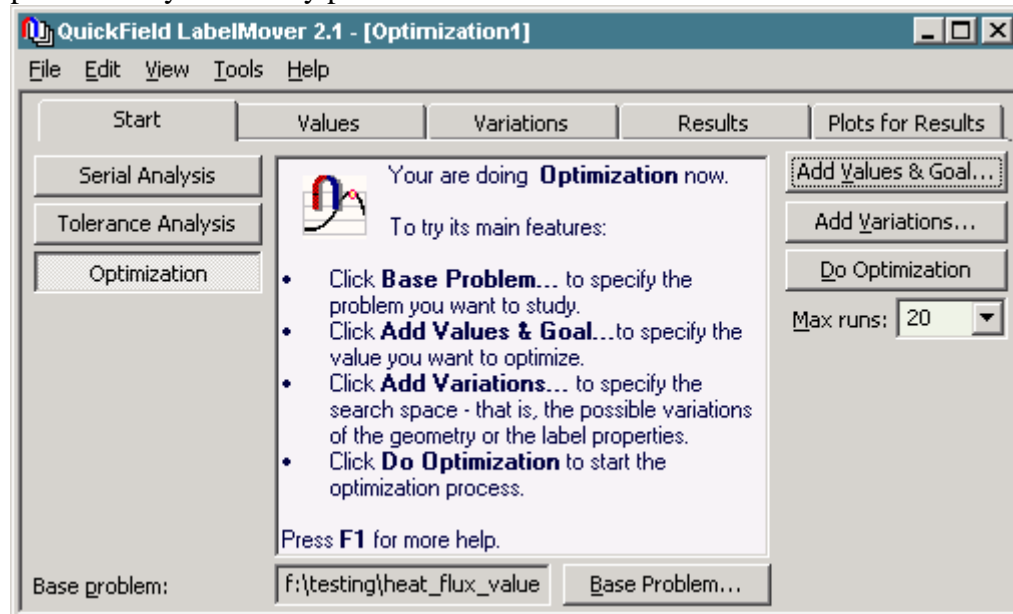 QuickField LabelMover 2.1 - [Optimization1]
File Edit View Tools Help
Start Values Variations Results Plots for Results
Serial Analysis
Tolerance Analysis
Optimization
Your are doing Optimization now.
To try its main features:
• Click Base Problem... to specify the
problem you want to study.
• Click Add Values & Goal...to specify the
value you want to optimize.
• Click Add Variations... to specify the
search space - that is, the possible variations
of the geometry or the label properties.
• Click Do Optimization to start the
optimization process.
Press F1 for more help.
Add Values & Goal...
Add Variations...
Do Optimization
Max runs: 20
Base problem: f:\testing\heat_flux_value Base Problem...